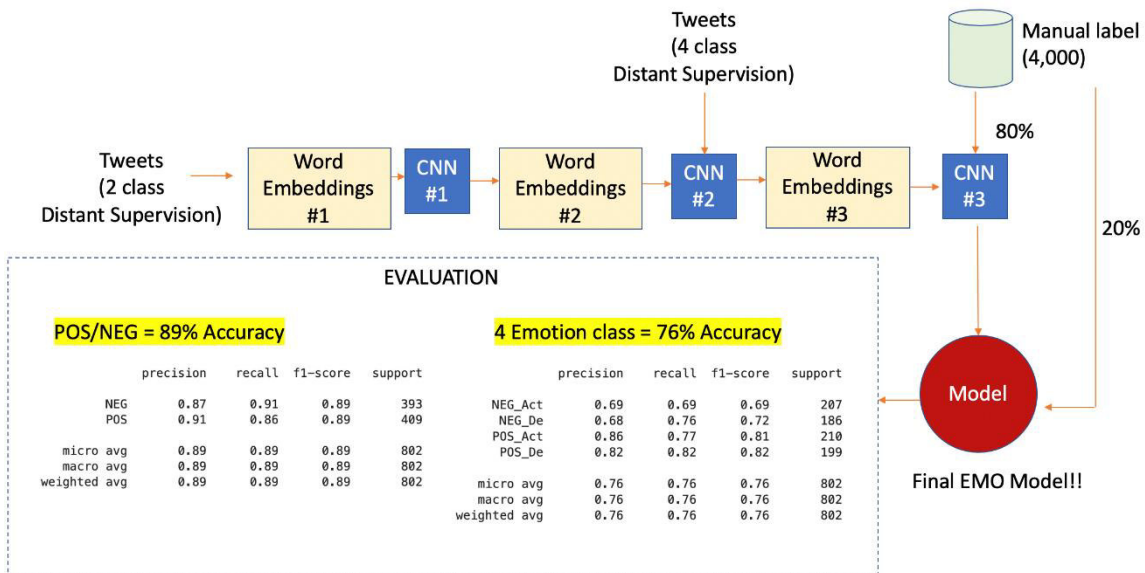 Tweets
(4 class
Distant Supervision)
Manual label
(4,000)
80%
Tweets
(2 class
Distant Supervision)
Word
Embeddings
#1
CNN
#1
Word
Embeddings
#2
CNN
#2
Word
Embeddings
#3
CNN
#3
20%
EVALUATION
POS/NEG = 89% Accuracy
precision recall f1-score support
NEG 0.87 0.91 0.89 393
POS 0.91 0.86 0.89 409
micro avg 0.89 0.89 0.89 802
macro avg 0.89 0.89 0.89 802
weighted avg 0.89 0.89 0.89 802
4 Emotion class = 76% Accuracy
precision recall f1-score support
NEG_Act 0.69 0.69 0.69 207
NEG_De 0.68 0.76 0.72 186
POS_Act 0.86 0.77 0.81 210
POS_De 0.82 0.82 0.82 199
micro avg 0.76 0.76 0.76 802
macro avg 0.76 0.76 0.76 802
weighted avg 0.76 0.76 0.76 802
Model
Final EMO Model!!